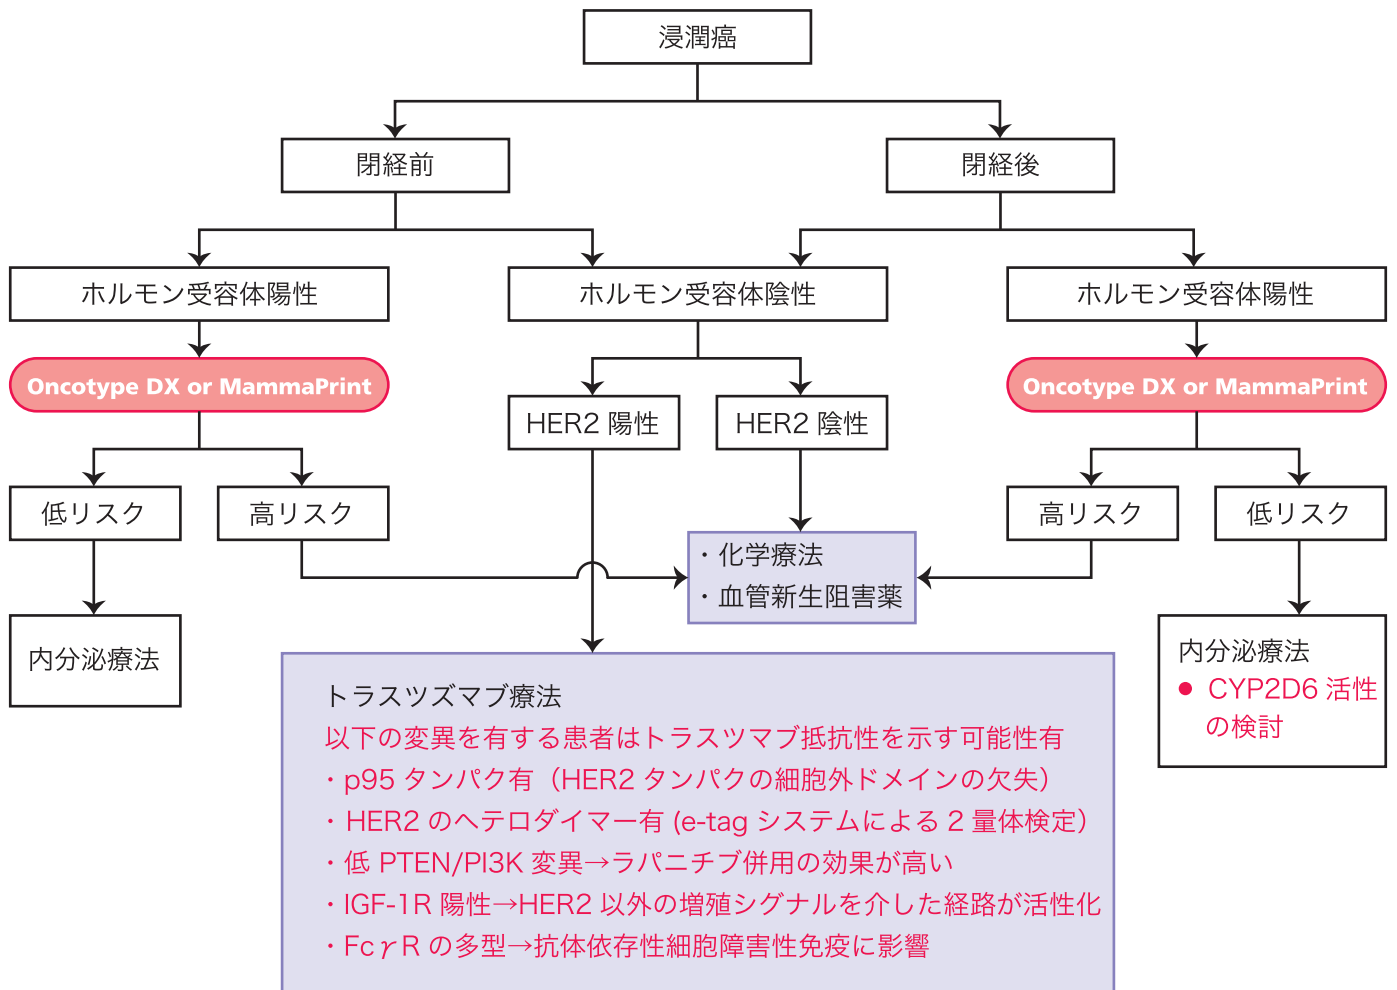 浸潤癌
閉経前
閉経後
ホルモン受容体陽性
ホルモン受容体陰性
ホルモン受容体陽性
Oncotype DX or MammaPrint
Oncotype DX or MammaPrint
HER2 陽性
HER2 陰性
低リスク
高リスク
高リスク
低リスク
・化学療法
・血管新生阻害薬
内分泌療法
内分泌療法
● CYP2D6 活性
の検討
トラスツズマブ療法
以下の変異を有する患者はトラスツマブ抵抗性を示す可能性有
・p95 タンパク有（HER2 タンパクの細胞外ドメインの欠失）
・HER2 のヘテロダイマー有 (e-tag システムによる 2 量体検定）
・低 PTEN/PI3K 変異→ラパニチブ併用の効果が高い
・IGF-1R 陽性→HER2 以外の増殖シグナルを介した経路が活性化
・FcγR の多型→抗体依存性細胞障害性免疫に影響